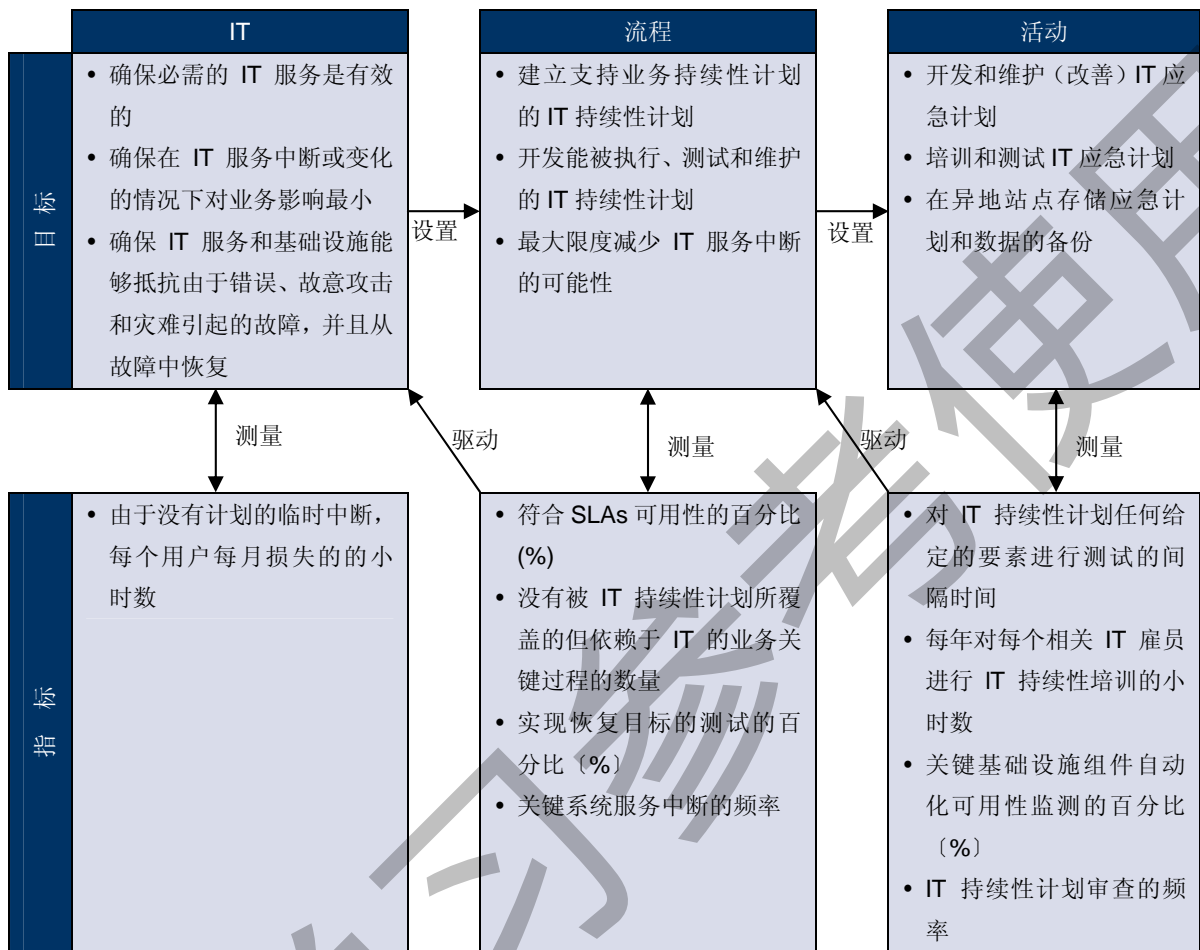 IT
流程
活动
目 标
• 确保必需的 IT 服务是有效
的
• 确保在 IT 服务中断或变化
的情况下对业务影响最小
• 确保 IT 服务和基础设施能
够抵抗由于错误、故意攻击
和灾难引起的故障，并且从
故障中恢复
设置
• 建立支持业务持续性计划
的 IT 持续性计划
• 开发能被执行、测试和维护
的 IT 持续性计划
• 最大限度减少 IT 服务中断
的可能性
设置
• 开发和维护（改善）IT 应
急计划
• 培训和测试 IT 应急计划
• 在异地站点存储应急计
划和数据的备份
测量
驱动
测量
驱动
测量
指 标
• 由于没有计划的临时中断，
每个用户每月损失的的小
时数
• 符合 SLAs 可用性的百分比
(%)
• 没有被 IT 持续性计划所覆
盖的但依赖于 IT 的业务关
键过程的数量
• 实现恢复目标的测试的百
分比〔%〕
• 关键系统服务中断的频率
• 对 IT 持续性计划任何给
定的要素进行测试的间
隔时间
• 每年对每个相关 IT 雇员
进行 IT 持续性培训的小
时数
• 关键基础设施组件自动
化可用性监测的百分比
〔%〕
• IT 持续性计划审查的频
率
习参考使用